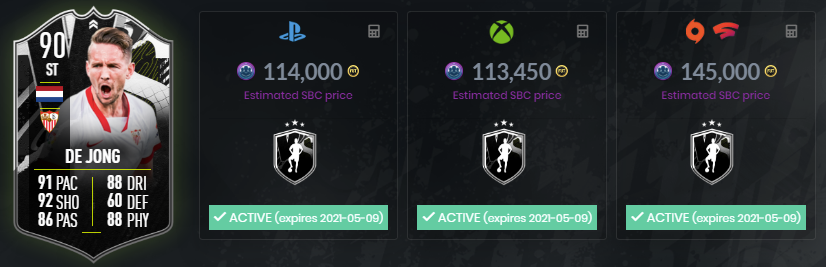 90
ST
DE JONG
91 PAC 88 DRI
92 SHO 60 DEF
86 PAS 88 PHY
114,000
Estimated SBC price
ACTIVE (expires 2021-05-09)
113,450
Estimated SBC price
ACTIVE (expires 2021-05-09)
145,000
Estimated SBC price
ACTIVE (expires 2021-05-09)